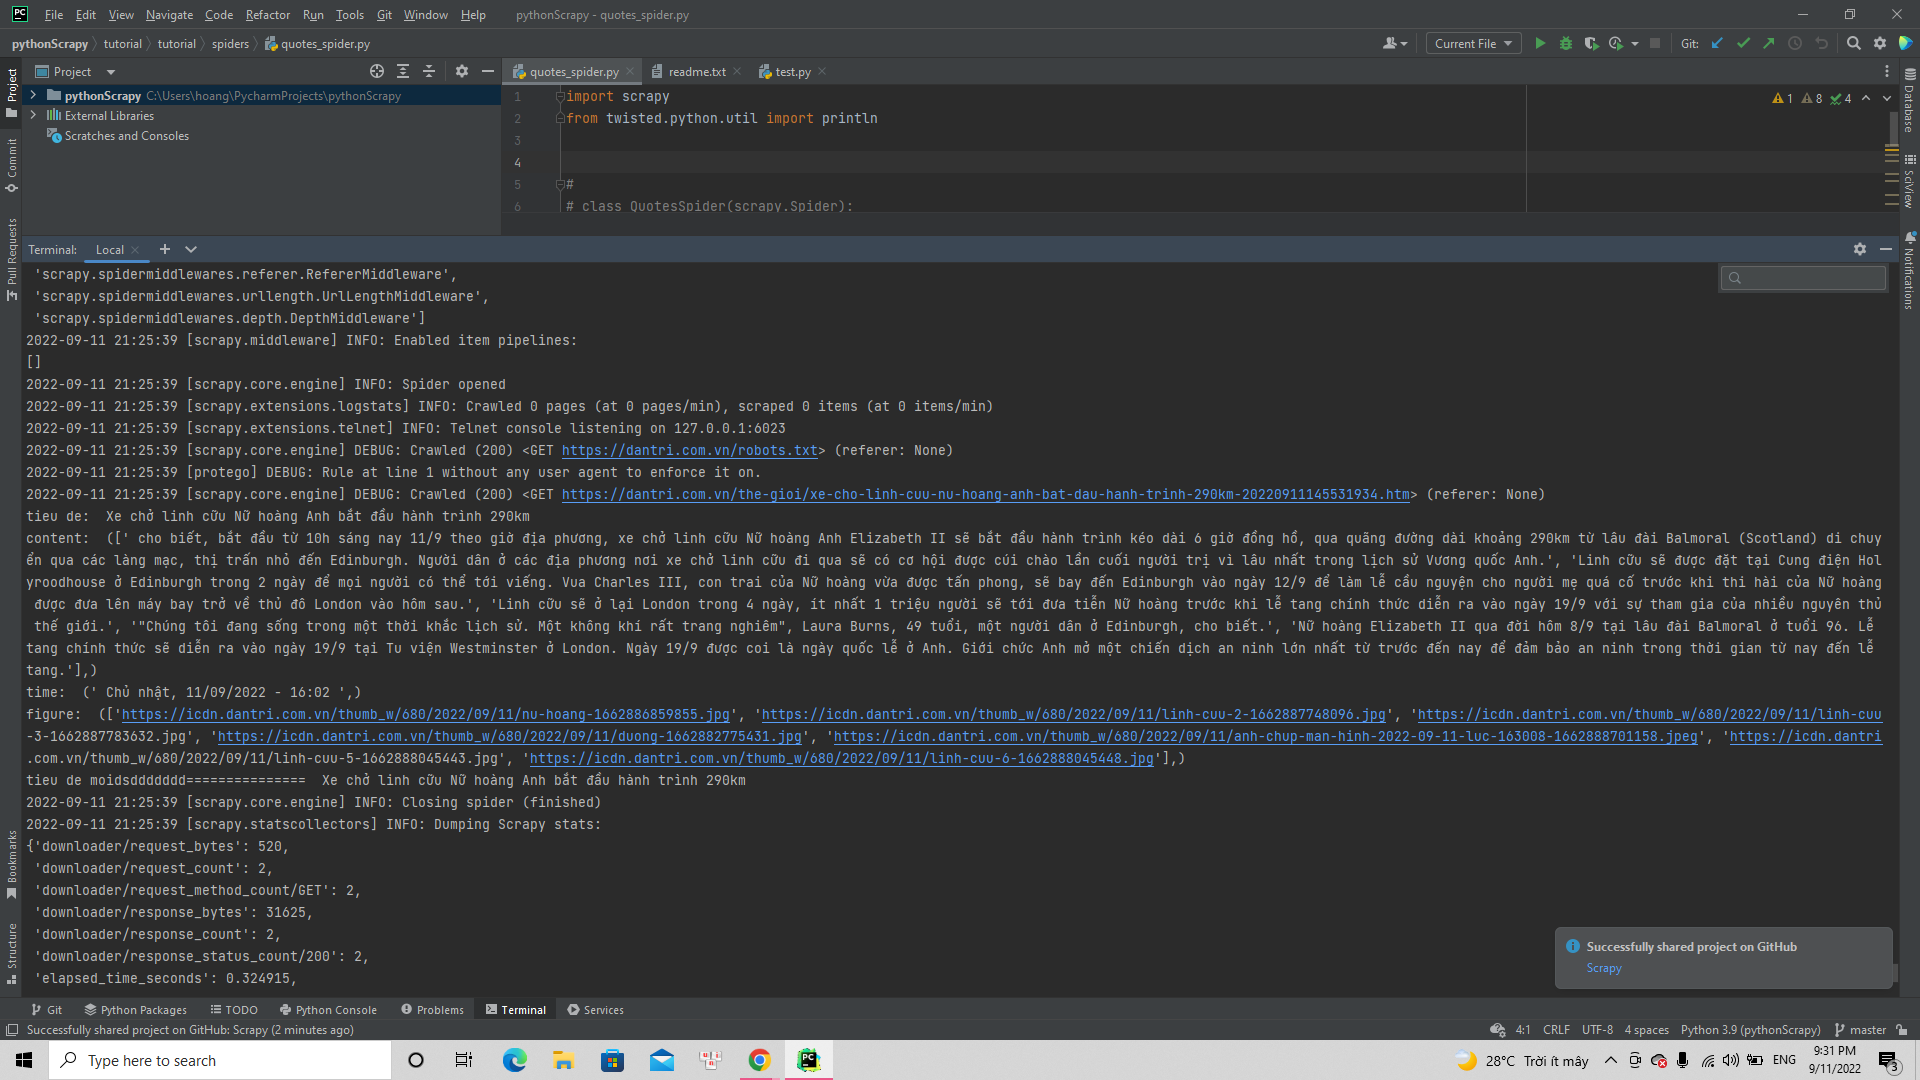 File Edit View Navigate Code Refactor Run Tools Git Window Help pythonScrapy - quotes_spider.py
pythonScrapy tutorial tutorial spiders quotes_spider.py Current File Git:
Project quotes_spider.py readme.txt test.py
pythonScrapy C:\Users\hoang\PycharmProjects\pythonScrapy
External Libraries
Scratches and Consoles
1 import scrapy
2 from twisted.python.util import println
3
4
5 #
6 # class QuotesSpider(scrapy.Spider):
1 8 4
Project
Commit
Pull Requests
Bookmarks
Structure
Database
SciView
Notifications
Terminal: Local
'scrapy.spidermiddlewares.referer.RefererMiddleware',
'scrapy.spidermiddlewares.urllength.UrlLengthMiddleware',
'scrapy.spidermiddlewares.depth.DepthMiddleware']
2022-09-11 21:25:39 [scrapy.middleware] INFO: Enabled item pipelines:
[]
2022-09-11 21:25:39 [scrapy.core.engine] INFO: Spider opened
2022-09-11 21:25:39 [scrapy.extensions.logstats] INFO: Crawled 0 pages (at 0 pages/min), scraped 0 items (at 0 items/min)
2022-09-11 21:25:39 [scrapy.extensions.telnet] INFO: Telnet console listening on 127.0.0.1:6023
2022-09-11 21:25:39 [scrapy.core.engine] DEBUG: Crawled (200) <GET https://dantri.com.vn/robots.txt> (referer: None)
2022-09-11 21:25:39 [protego] DEBUG: Rule at line 1 without any user agent to enforce it on.
2022-09-11 21:25:39 [scrapy.core.engine] DEBUG: Crawled (200) <GET https://dantri.com.vn/the-gioi/xe-cho-linh-cuu-nu-hoang-anh-bat-dau-hanh-trinh-290km-20220911145531934.htm> (referer: None)
tieu de:  Xe chở linh cữu Nữ hoàng Anh bắt đầu hành trình 290km
content:  ([' cho biết, bắt đầu từ 10h sáng nay 11/9 theo giờ địa phương, xe chở linh cữu Nữ hoàng Anh Elizabeth II sẽ bắt đầu hành trình kéo dài 6 giờ đồng hồ, qua quãng đường dài khoảng 290km từ lâu đài Balmoral (Scotland) di chuy
ển qua các làng mạc, thị trấn nhỏ đến Edinburgh. Người dân ở các địa phương nơi xe chở linh cữu đi qua sẽ có cơ hội được cúi chào lần cuối người trị vì lâu nhất trong lịch sử Vương quốc Anh.', 'Linh cữu sẽ được đặt tại Cung điện Hol
yroodhouse ở Edinburgh trong 2 ngày để mọi người có thể tới viếng. Vua Charles III, con trai của Nữ hoàng vừa được tấn phong, sẽ bay đến Edinburgh vào ngày 12/9 để làm lễ cầu nguyện cho người mẹ quá cố trước khi thi hài của Nữ hoàng
được đưa lên máy bay trở về thủ đô London vào hôm sau.', 'Linh cữu sẽ ở lại London trong 4 ngày, ít nhất 1 triệu người sẽ tới đưa tiễn Nữ hoàng trước khi lễ tang chính thức diễn ra vào ngày 19/9 với sự tham gia của nhiều nguyên thủ
thế giới.', '"Chúng tôi đang sống trong một thời khắc lịch sử. Một không khí rất trang nghiêm", Laura Burns, 49 tuổi, một người dân ở Edinburgh, cho biết.', 'Nữ hoàng Elizabeth II qua đời hôm 8/9 tại lâu đài Balmoral ở tuổi 96. Lễ
tang chính thức sẽ diễn ra vào ngày 19/9 tại Tu viện Westminster ở London. Ngày 19/9 được coi là ngày quốc lễ ở Anh. Giới chức Anh mở một chiến dịch an ninh lớn nhất từ trước đến nay để đảm bảo an ninh trong thời gian từ nay đến lễ
tang.'],)
time:  (' Chủ nhật, 11/09/2022 - 16:02 ',)
figure:  (['https://icdn.dantri.com.vn/thumb_w/680/2022/09/11/nu-hoang-1662886859855.jpg', 'https://icdn.dantri.com.vn/thumb_w/680/2022/09/11/linh-cuu-2-1662887748096.jpg', 'https://icdn.dantri.com.vn/thumb_w/680/2022/09/11/linh-cuu
-3-1662887783632.jpg', 'https://icdn.dantri.com.vn/thumb_w/680/2022/09/11/duong-1662882775431.jpg', 'https://icdn.dantri.com.vn/thumb_w/680/2022/09/11/anh-chup-man-hinh-2022-09-11-luc-163008-1662888701158.jpeg', 'https://icdn.dantri
.com.vn/thumb_w/680/2022/09/11/linh-cuu-5-1662888045443.jpg', 'https://icdn.dantri.com.vn/thumb_w/680/2022/09/11/linh-cuu-6-1662888045448.jpg'],)
tieu de moidsddddddd===============  Xe chở linh cữu Nữ hoàng Anh bắt đầu hành trình 290km
2022-09-11 21:25:39 [scrapy.core.engine] INFO: Closing spider (finished)
2022-09-11 21:25:39 [scrapy.statscollectors] INFO: Dumping Scrapy stats:
{'downloader/request_bytes': 520,
'downloader/request_count': 2,
'downloader/request_method_count/GET': 2,
'downloader/response_bytes': 31625,
'downloader/response_count': 2,
'downloader/response_status_count/200': 2,
'elapsed_time_seconds': 0.324915,
Successfully shared project on GitHub
Scrapy
Git Python Packages TODO Python Console Problems Terminal Services
Successfully shared project on GitHub: Scrapy (2 minutes ago) 4:1 CRLF UTF-8 4 spaces Python 3.9 (pythonScrapy) master
Type here to search 28°C Trời ít mây ENG 9:31 PM
9/11/2022 3